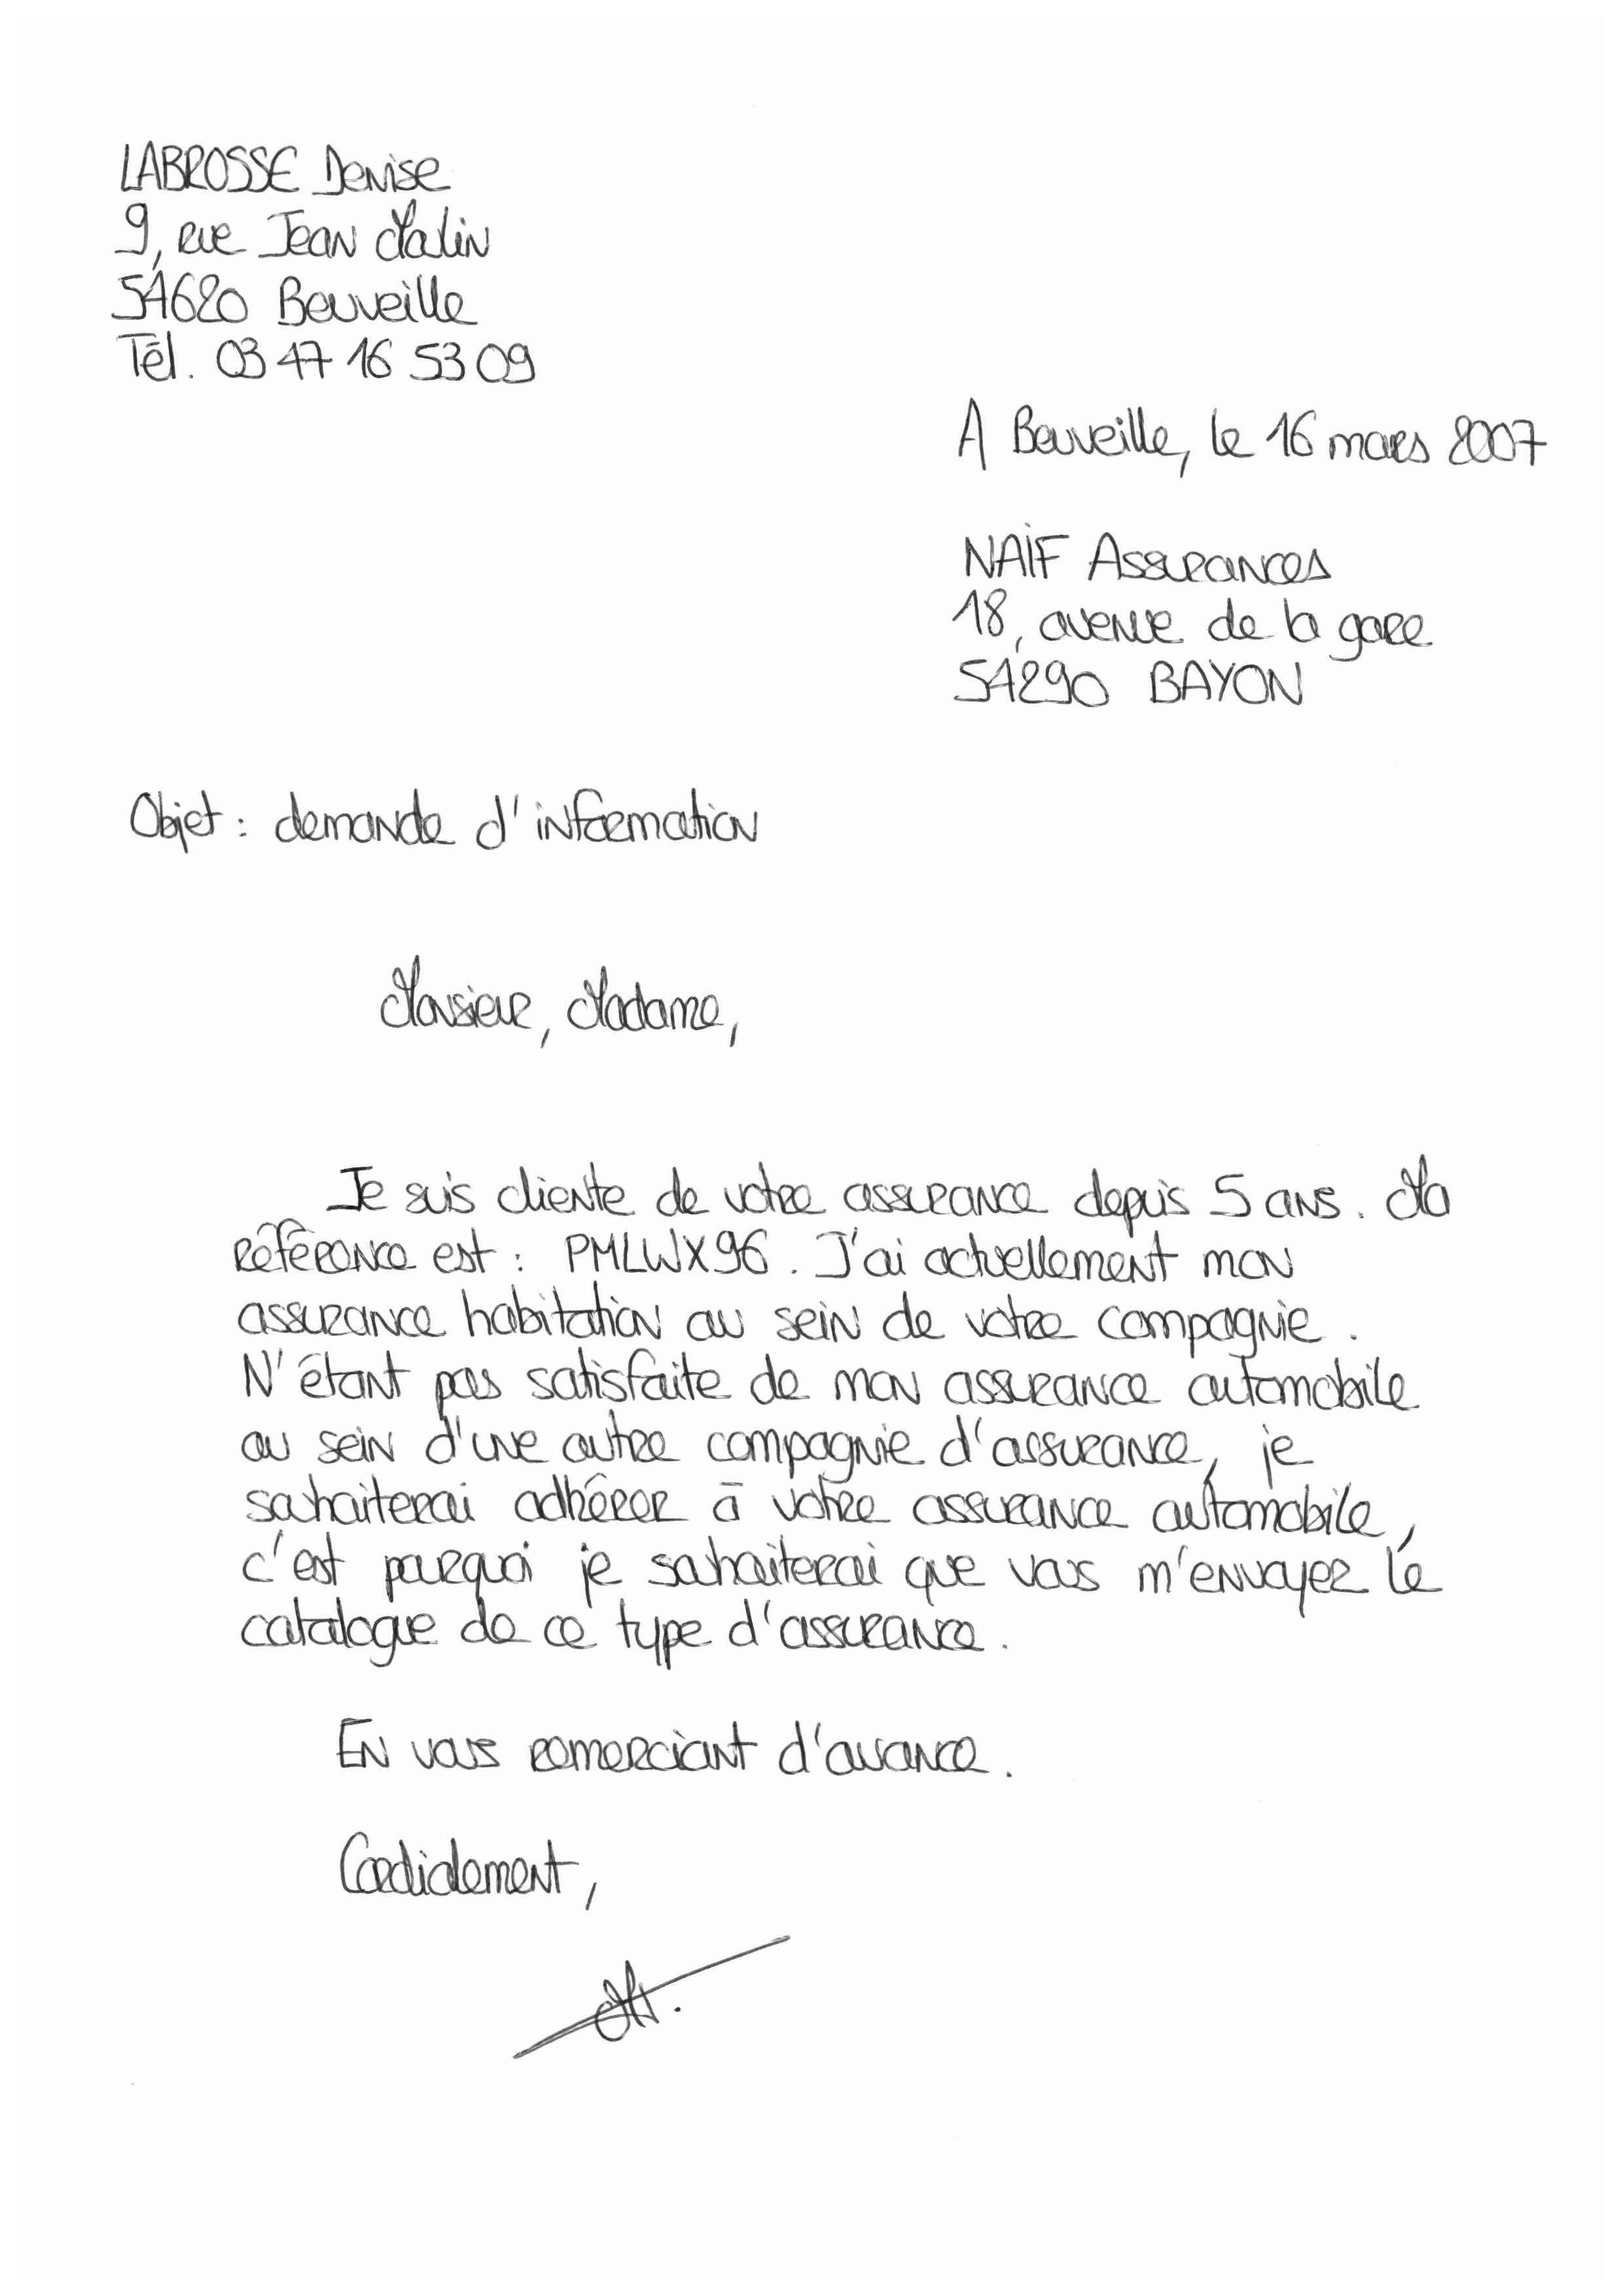 LABROSSE Denise
9, rue Jean Malin
54620 Beuveille
Tél. 03 47 16 53 09
A Beuveille, le 16 mars 2007
NAIF Assurances
18, avenue de la gare
54290 BAYON
Objet : demande d'information
Monsieur, Madame,
Je suis cliente de votre assurance depuis 5 ans. Ma
référence est : PMLWX96. J'ai actuellement mon
assurance habitation au sein de votre compagnie.
N'étant pas satisfaite de mon assurance automobile
au sein d'une autre compagnie d'assurance, je
souhaiterai adhérer à votre assurance automobile,
c'est pourquoi je souhaiterai que vous m'envoyez le
catalogue de ce type d'assurance.
En vous remerciant d'avance.
Cordialement,